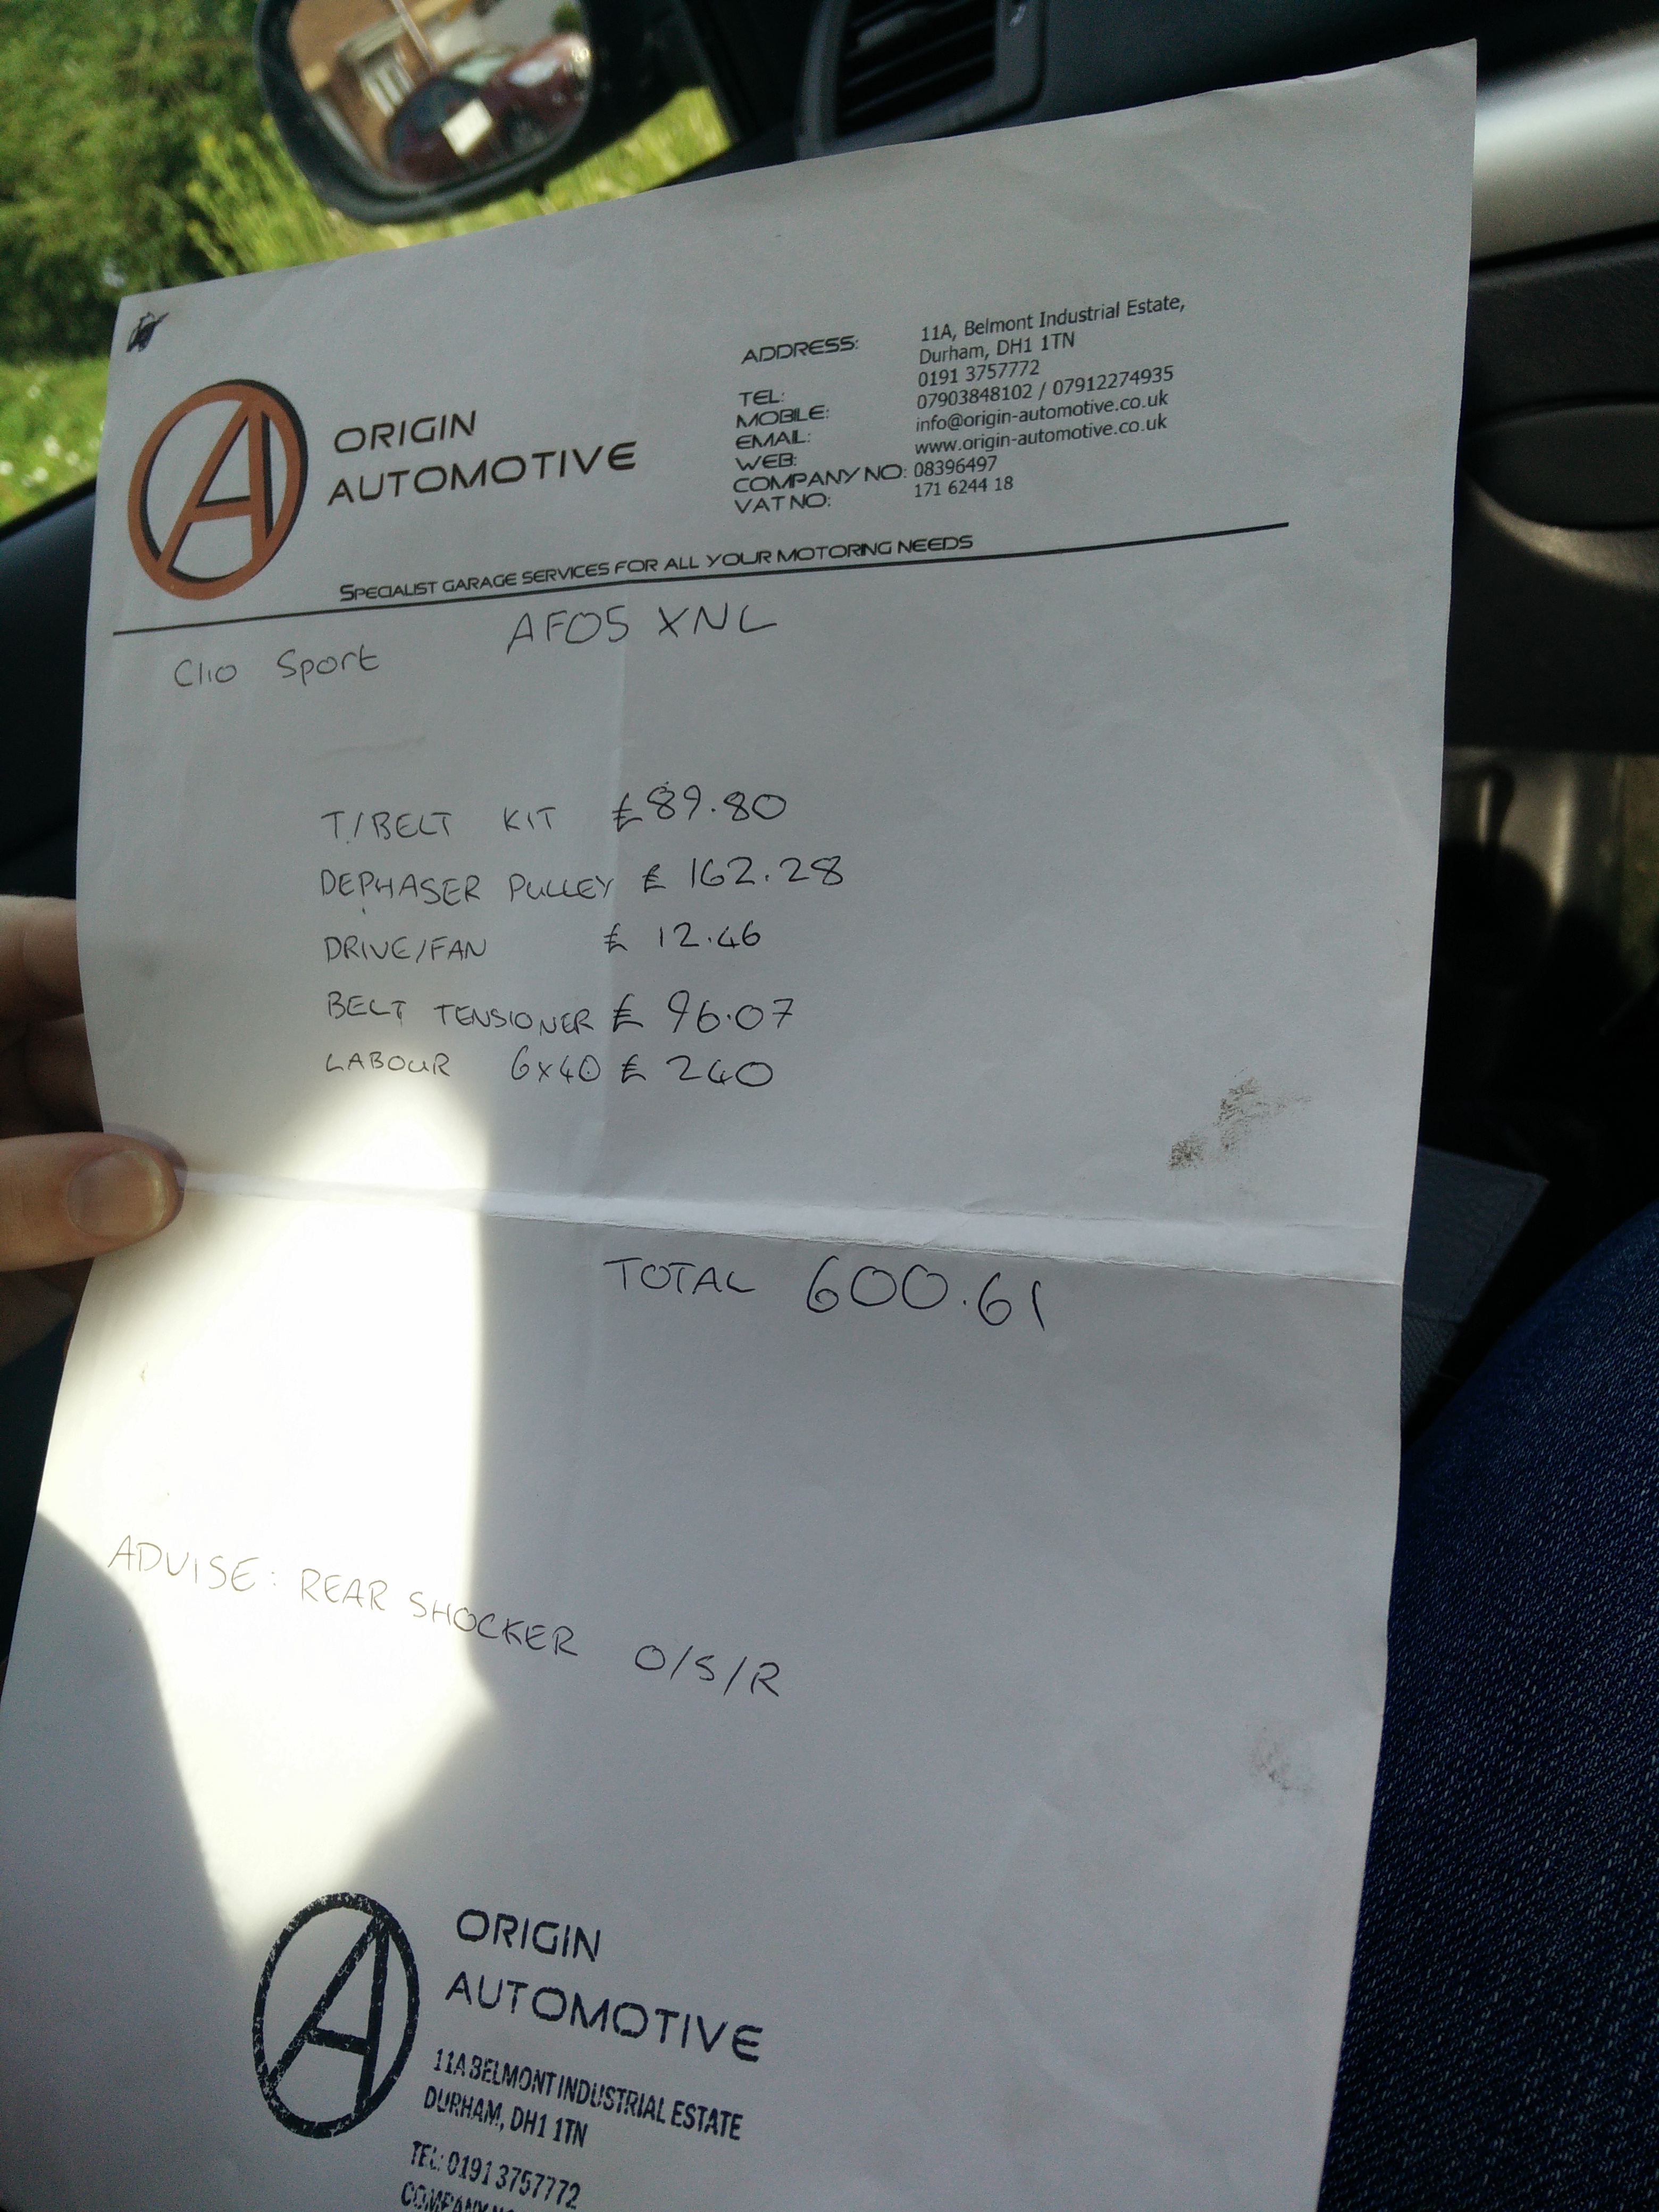 ORIGIN
AUTOMOTIVE
ADDRESS: 11A, Belmont Industrial Estate,
Durham, DH1 1TN
TEL: 0191 3757772
MOBILE: 07903848102 / 07912274935
EMAIL: info@origin-automotive.co.uk
WEB: www.origin-automotive.co.uk
COMPANY NO: 08396497
VAT NO: 171 6244 18
SPECIALIST GARAGE SERVICES FOR ALL YOUR MOTORING NEEDS
Clio Sport AF05 XNL
T/BELT KIT £89.80
DEPHASER PULLEY £ 162.28
DRIVE/FAN £ 12.46
BELT TENSIONER £ 96.07
LABOUR 6x40 £ 240
TOTAL 600.61
ADVISE: REAR SHOCKER O/S/R
ORIGIN
AUTOMOTIVE
11A BELMONT INDUSTRIAL ESTATE
DURHAM, DH1 1TN
TEL: 0191 3757772